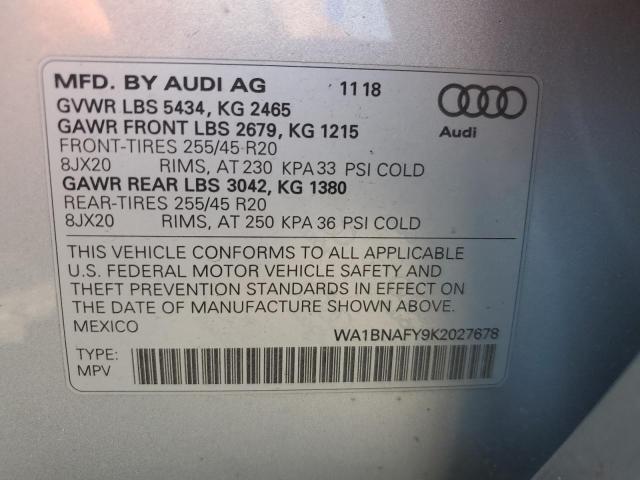 MFD. BY AUDI AG 11 18
GVWR LBS 5434, KG 2465
GAWR FRONT LBS 2679, KG 1215
FRONT-TIRES 255/45 R20
8JX20 RIMS, AT 230 KPA 33 PSI COLD
GAWR REAR LBS 3042, KG 1380
REAR-TIRES 255/45 R20
8JX20 RIMS, AT 250 KPA 36 PSI COLD
Audi
THIS VEHICLE CONFORMS TO ALL APPLICABLE
U.S. FEDERAL MOTOR VEHICLE SAFETY AND
THEFT PREVENTION STANDARDS IN EFFECT ON
THE DATE OF MANUFACTURE SHOWN ABOVE.
MEXICO
WA1BNAFY9K2027678
TYPE:
MPV